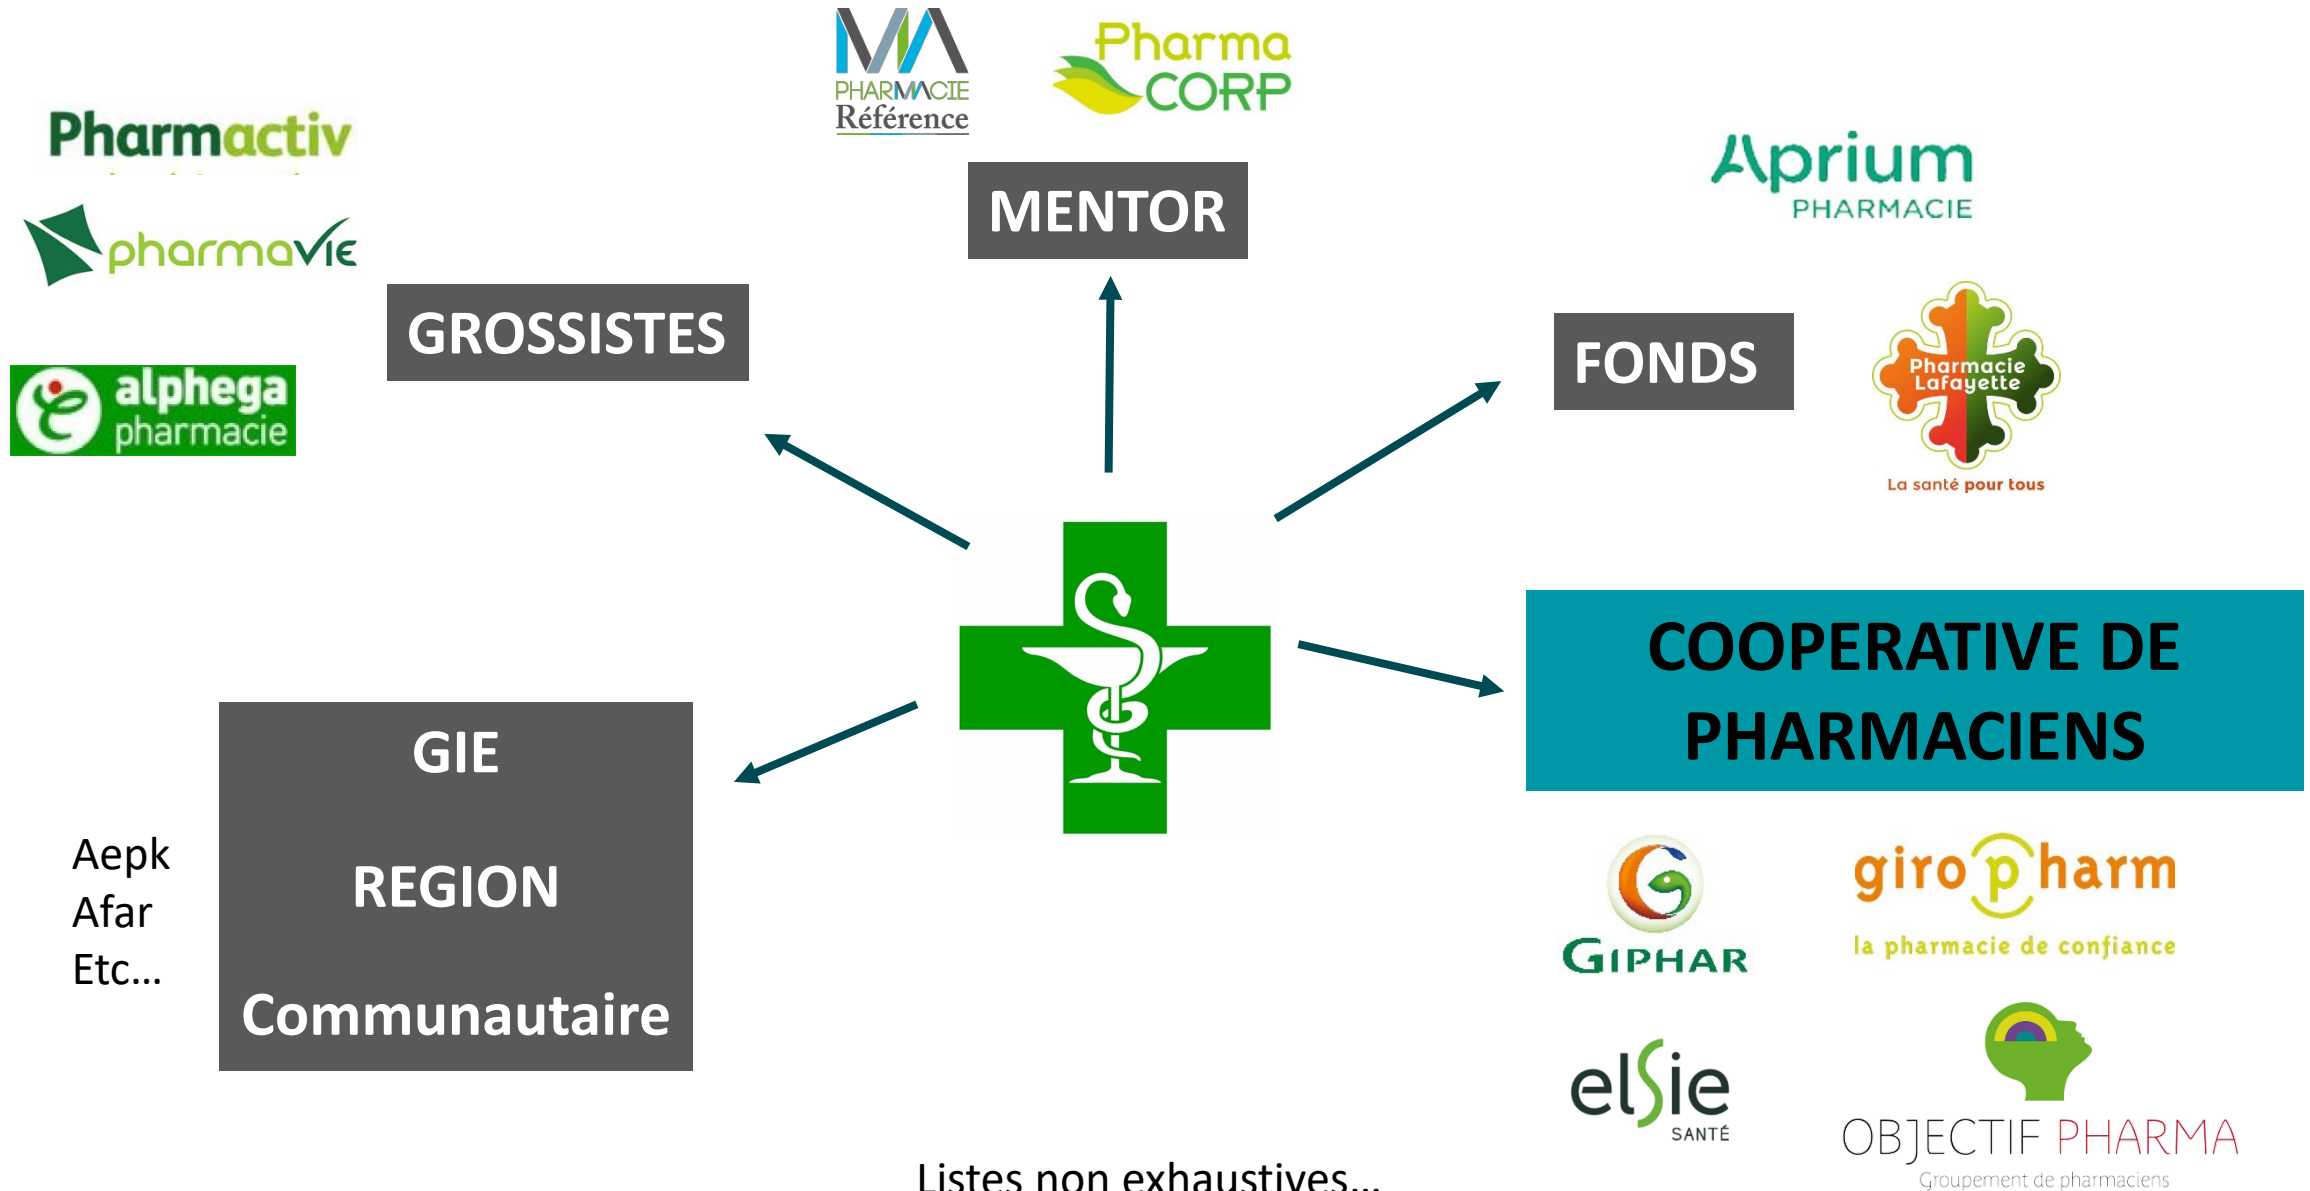 MA
PHARMACIE
Référence
Pharma
CORP
Pharmactiv
pharmavie
alphega
pharmacie
GROSSISTES
MENTOR
Aprium
PHARMACIE
FONDS
Pharmacie
Lafayette
La santé pour tous
COOPERATIVE DE
PHARMACIENS
GIPHAR
giropharm
la pharmacie de confiance
elsie
SANTÉ
OBJECTIF PHARMA
Groupement de pharmaciens
GIE
REGION
Communautaire
Aepk
Afar
Etc...
Listes non exhaustives...